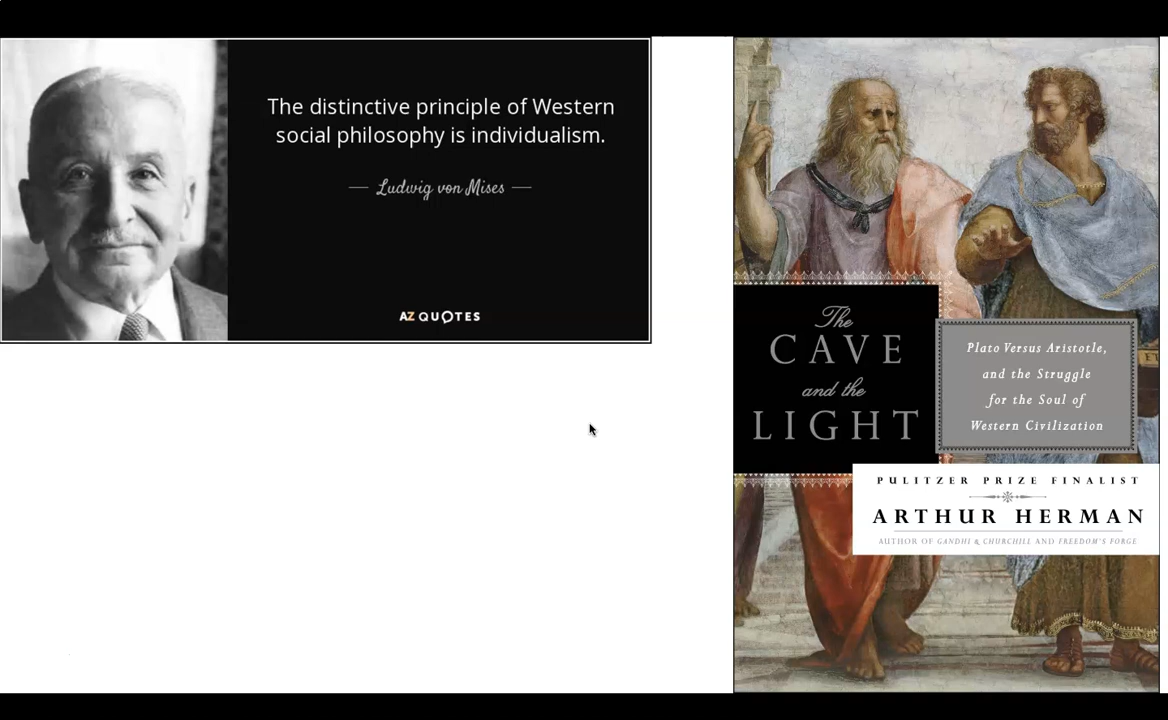 The distinctive principle of Western
social philosophy is individualism.
Ludwig von Mises
AZ QUOTES
The
CAVE
and the
LIGHT
Plato Versus Aristotle,
and the Struggle
for the Soul of
Western Civilization
PULITZER PRIZE FINALIST
ARTHUR HERMAN
AUTHOR OF GANDHI & CHURCHILL AND FREEDOM'S FORGE